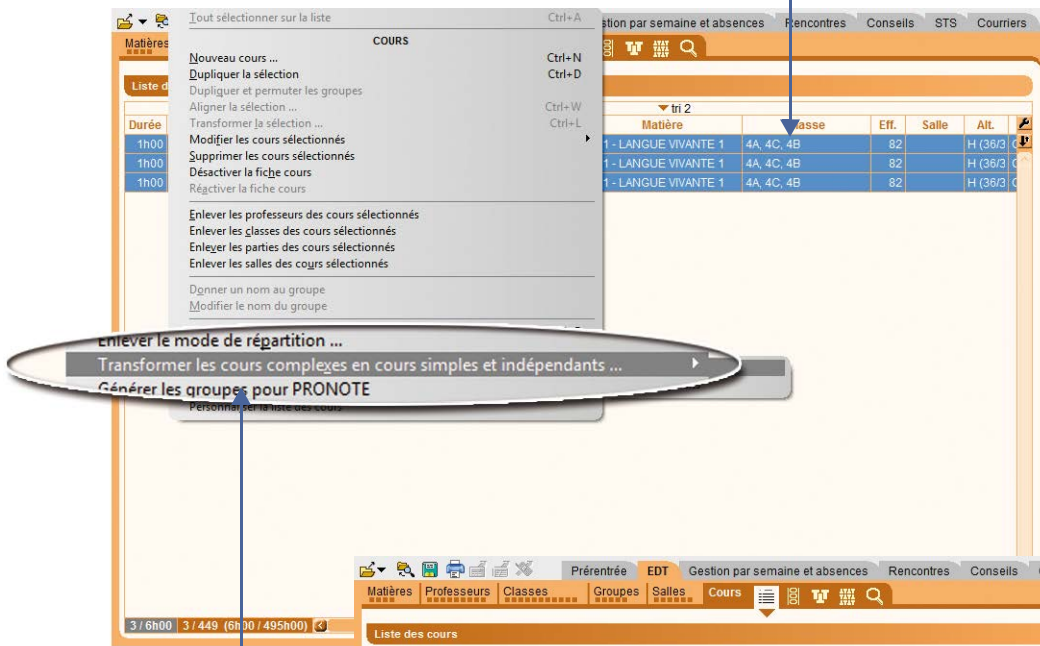 Tout sélectionner sur la liste Ctrl+A
COURS
Nouveau cours ... Ctrl+N
Dupliquer la sélection Ctrl+D
Dupliquer et permuter les groupes
Aligner la sélection ... Ctrl+W
Transformer la sélection ... Ctrl+L
Modifier les cours sélectionnés
Supprimer les cours sélectionnés
Désactiver la fiche cours
Réactiver la fiche cours
Enlever les professeurs des cours sélectionnés
Enlever les classes des cours sélectionnés
Enlever les parties des cours sélectionnés
Enlever les salles des cours sélectionnés
Donner un nom au groupe
Modifier le nom du groupe
Enlever le mode de répartition ...
Transformer les cours complexes en cours simples et indépendants ...
Générer les groupes pour PRONOTE
Personnaliser la liste des cours
par semaine et absences Rencontres Conseils STS Courriers
Matières
Liste
tri 2
Durée Matière Eff. Salle Alt.
1h00 - LANGUE VIVANTE 1 4A, 4C, 4B 82 H (36/3
1h00 - LANGUE VIVANTE 1 4A, 4C, 4B 82 H (36/3
1h00 - LANGUE VIVANTE 1 4A, 4C, 4B 82 H (36/3
3 / 6h00 3 / 449 (6h00 / 495h00)
Prérentrée EDT Gestion par semaine et absences Rencontres Conseils
Matières Professeurs Classes Groupes Salles Cours
Liste des cours